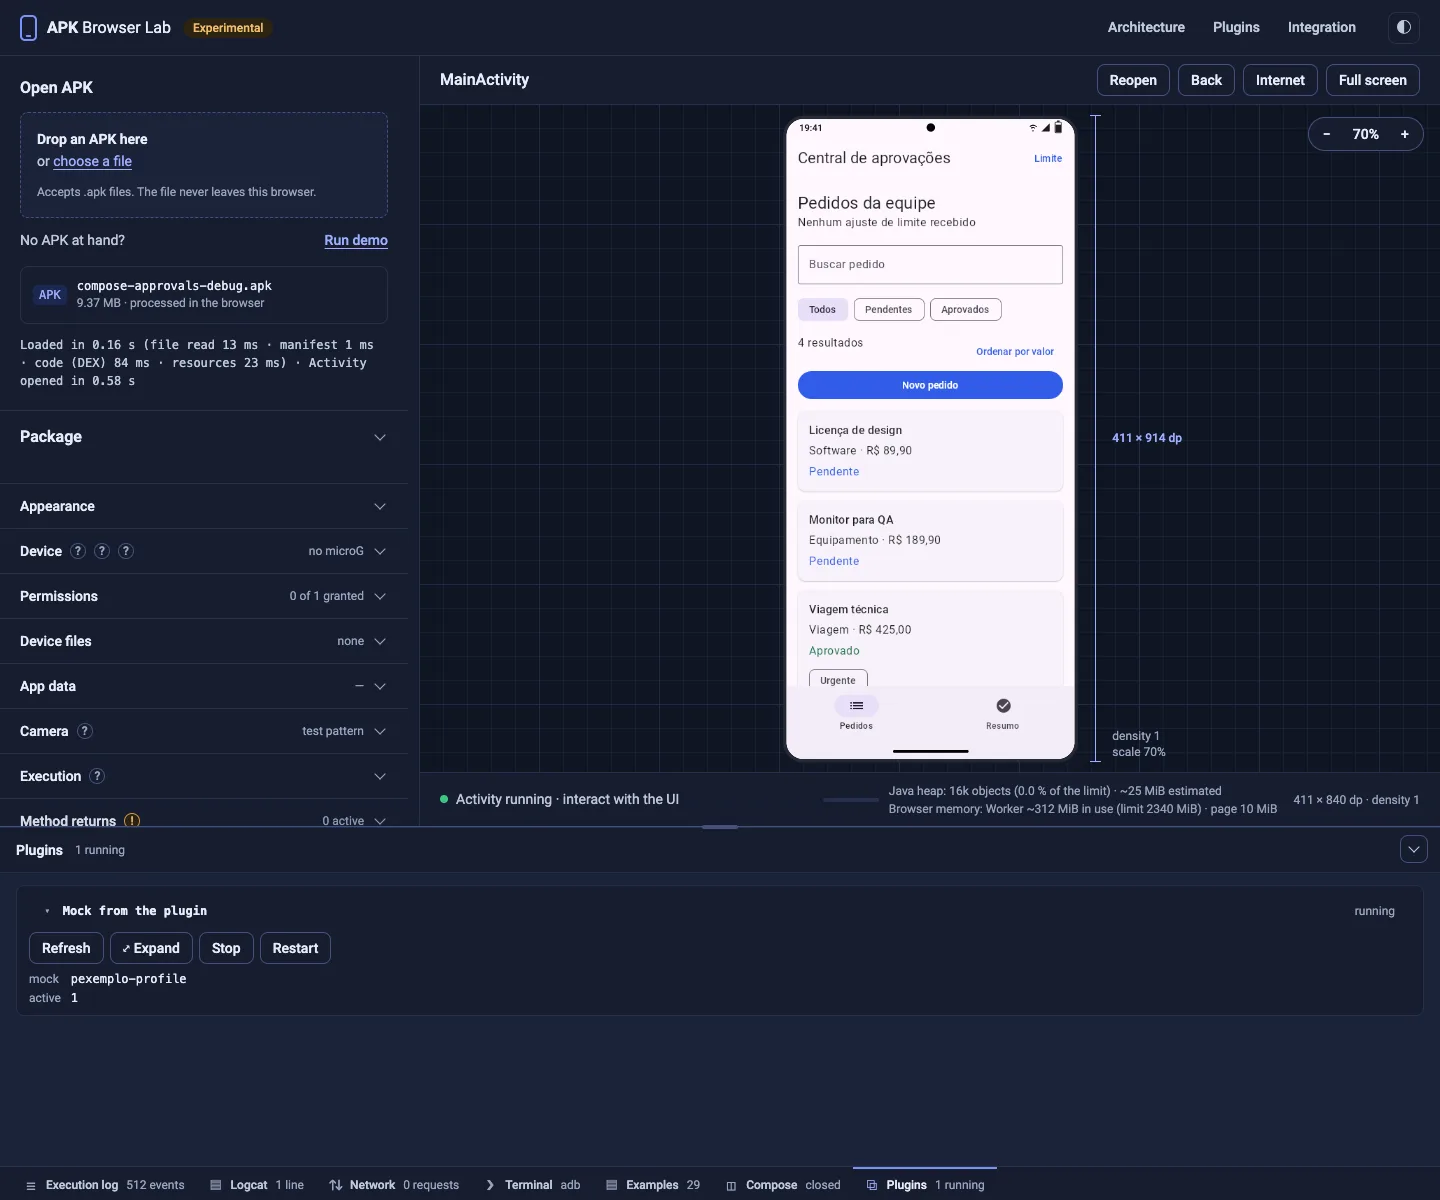 APK Browser Lab Experimental
Architecture Plugins Integration
Open APK
Drop an APK here
or choose a file
Accepts .apk files. The file never leaves this browser.
No APK at hand? Run demo
APK
compose-approvals-debug.apk
9.37 MB · processed in the browser
Loaded in 0.16 s (file read 13 ms · manifest 1 ms
· code (DEX) 84 ms · resources 23 ms) · Activity
opened in 0.58 s
Package
Appearance
Device ? ? ? no microG
Permissions 0 of 1 granted
Device files none
App data —
Camera ? test pattern
Execution ?
Method returns ! 0 active
MainActivity
Reopen Back Internet Full screen
− 70% +
19:41
Central de aprovações Limite
Pedidos da equipe
Nenhum ajuste de limite recebido
Buscar pedido
Todos Pendentes Aprovados
4 resultados
Ordenar por valor
Novo pedido
Licença de design
Software · R$ 89,90
Pendente
Monitor para QA
Equipamento · R$ 189,90
Pendente
Viagem técnica
Viagem · R$ 425,00
Aprovado
Urgente
Pedidos Resumo
411 × 914 dp
density 1
scale 70%
Activity running · interact with the UI
Java heap: 16k objects (0.0 % of the limit) · ~25 MiB estimated
Browser memory: Worker ~312 MiB in use (limit 2340 MiB) · page 10 MiB
411 × 840 dp · density 1
Plugins 1 running
Mock from the plugin running
Refresh Expand Stop Restart
mock pexemplo-profile
active 1
Execution log 512 events Logcat 1 line Network 0 requests Terminal adb Examples 29 Compose closed Plugins 1 running